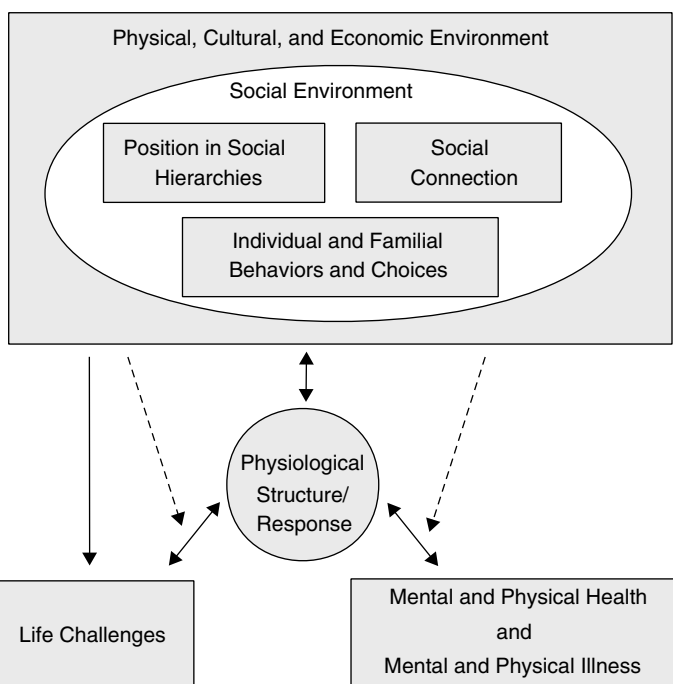 Physical, Cultural, and Economic Environment
Social Environment
Position in Social
Hierarchies
Social
Connection
Individual and Familial
Behaviors and Choices
Physiological
Structure/
Response
Life Challenges
Mental and Physical Health
and
Mental and Physical Illness